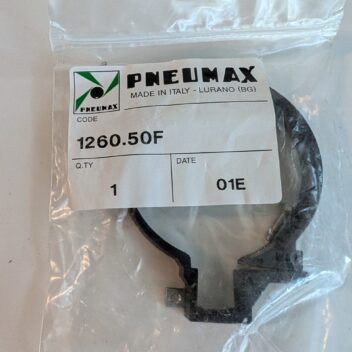 PNEUMAX
PNEUMAX
MADE IN ITALY - LURANO (BG)
CODE
1260.50F
Q.TY
1
DATE
01E